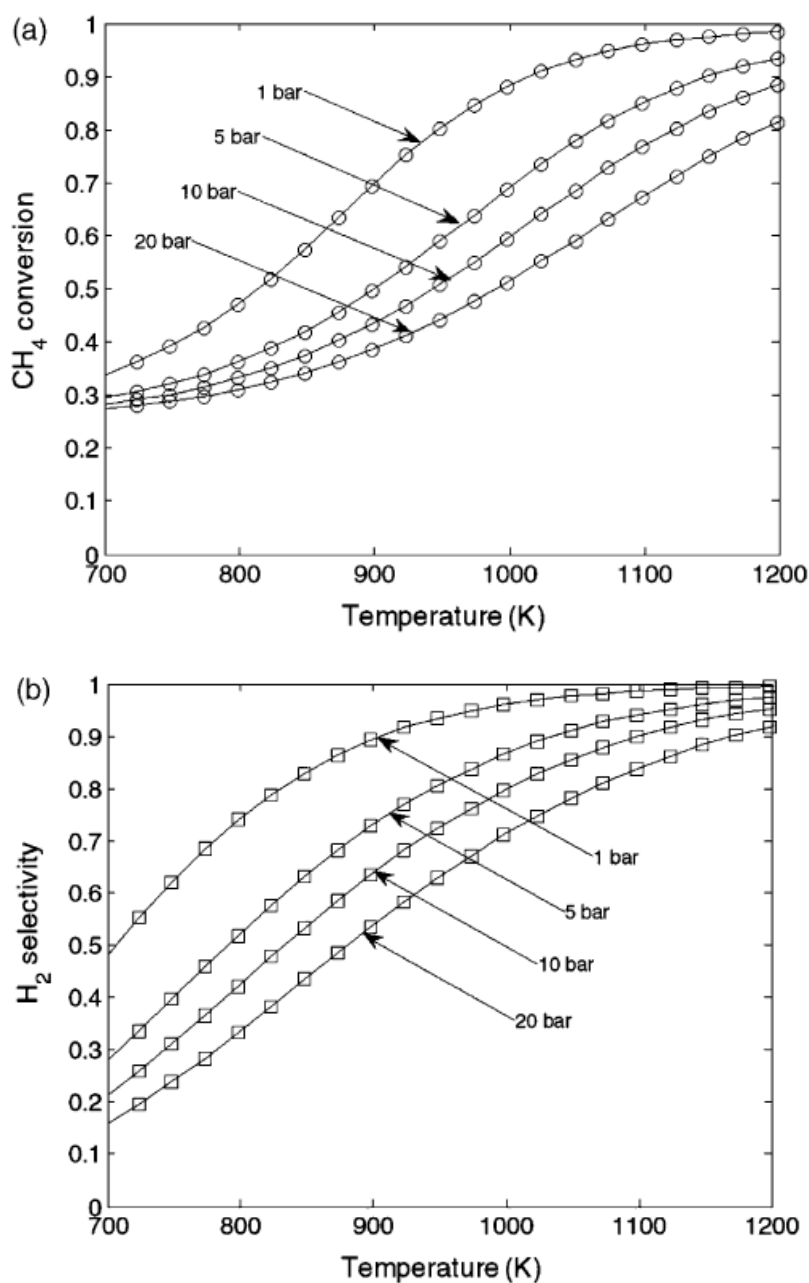 (a)
1
0.9
0.8
0.7
0.6
0.5
0.4
0.3
0.2
0.1
0
CH4 conversion
1 bar
5 bar
10 bar
20 bar
700 800 900 1000 1100 1200
Temperature (K)
(b)
1
0.9
0.8
0.7
0.6
0.5
0.4
0.3
0.2
0.1
0
H2 selectivity
1 bar
5 bar
10 bar
20 bar
700 800 900 1000 1100 1200
Temperature (K)